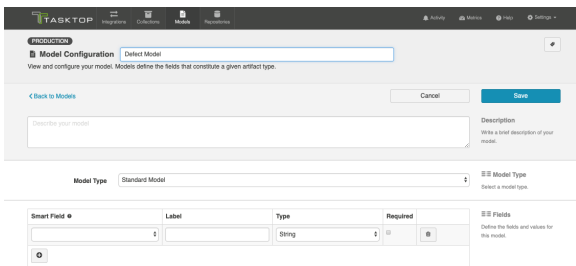 TASKTOP
Integrations
Collections
Models
Repositories
Activity
Metrics
Help
Settings
PRODUCTION
Model Configuration
Defect Model
View and configure your model. Models define the fields that constitute a given artifact type.
Back to Models
Cancel
Save
Describe your model
Description
Write a brief description of your
model.
Model Type
Standard Model
Model Type
Select a model type.
Smart Field
Label
Type
Required
String
Fields
Define the fields and values for
this model.